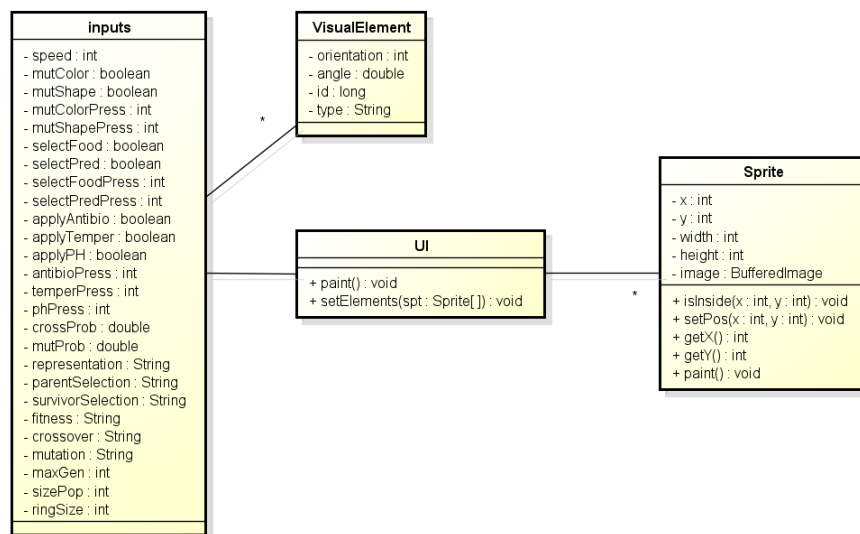 inputs
- speed : int
- mutColor : boolean
- mutShape : boolean
- mutColorPress : int
- mutShapePress : int
- selectFood : boolean
- selectPred : boolean
- selectFoodPress : int
- selectPredPress : int
- applyAntibio : boolean
- applyTemper : boolean
- applyPH : boolean
- antibioPress : int
- temperPress : int
- phPress : int
- crossProb : double
- mutProb : double
- representation : String
- parentSelection : String
- survivorSelection : String
- fitness : String
- crossover : String
- mutation : String
- maxGen : int
- sizePop : int
- ringSize : int
VisualElement
- orientation : int
- angle : double
- id : long
- type : String
*
UI
+ paint() : void
+ setElements(spt : Sprite[ ]) : void
*
Sprite
- x : int
- y : int
- width : int
- height : int
- image : BufferedImage
+ isInside(x : int, y : int) : void
+ setPos(x : int, y : int) : void
+ getX() : int
+ getY() : int
+ paint() : void